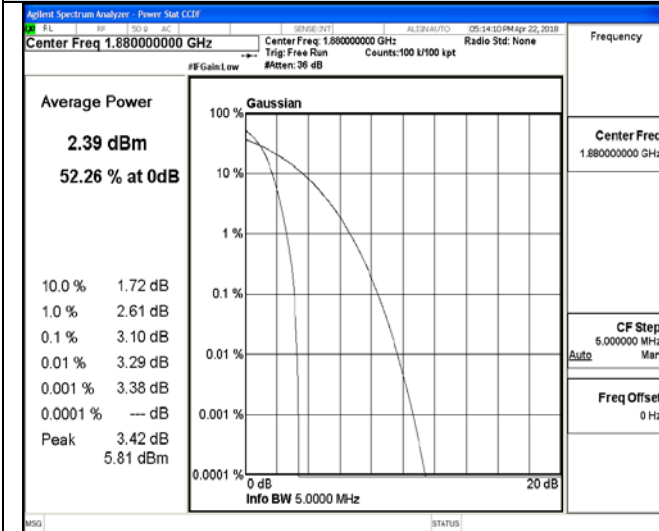 Agilent Spectrum Analyzer - Power Stat CCDF
RL RF 50 Ω AC SENSE:INT ALIGN AUTO 05:14:10 PM Apr 22, 2018
Center Freq 1.880000000 GHz
Center Freq: 1.880000000 GHz
Radio Std: None
Trig: Free Run Counts:100 k/100 kpt
#IFGain:Low
#Atten: 36 dB
Frequency
Average Power
2.39 dBm
52.26 % at 0dB
10.0 % 1.72 dB
1.0 % 2.61 dB
0.1 % 3.10 dB
0.01 % 3.29 dB
0.001 % 3.38 dB
0.0001 % --- dB
Peak 3.42 dB
5.81 dBm
Gaussian
100 %
10 %
1 %
0.1 %
0.01 %
0.001 %
0.0001 %
0 dB
20 dB
Info BW 5.0000 MHz
Center Freq
1.880000000 GHz
CF Step
5.000000 MHz
Auto Man
Freq Offset
0 Hz
MSG
STATUS